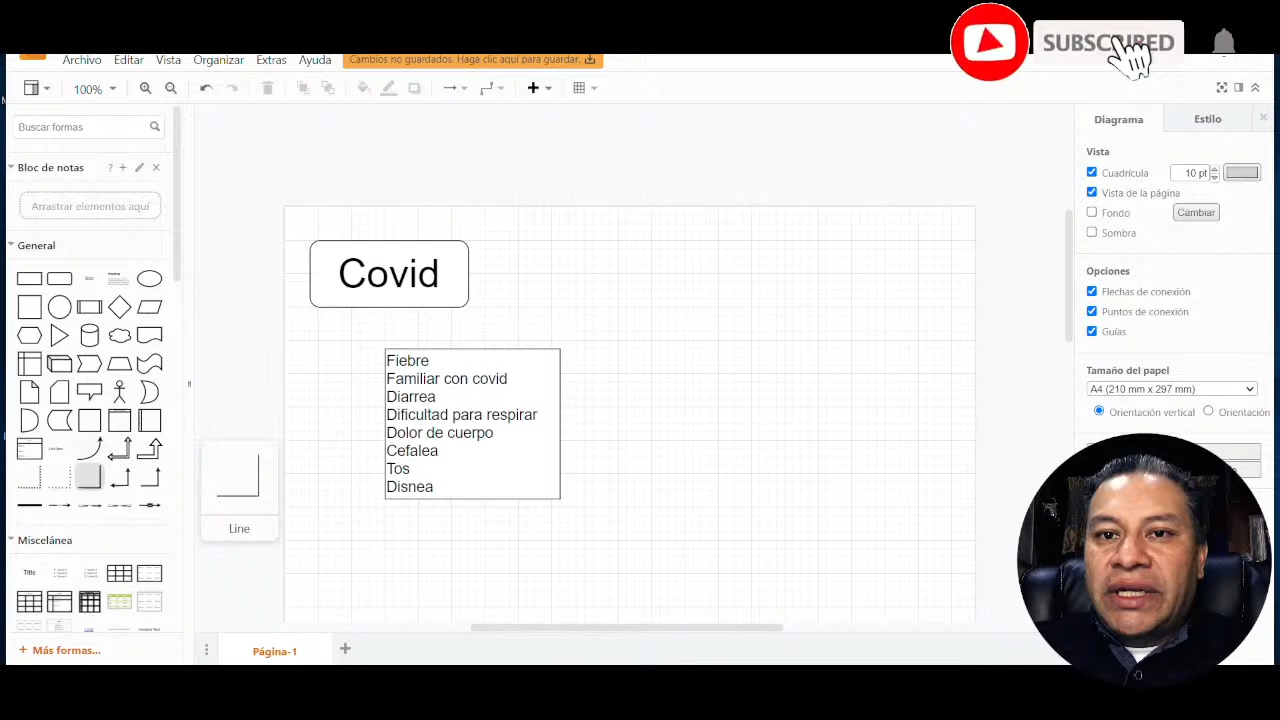 SUBSCRIBED
Archivo Editar Vista Organizar Extras Ayuda Cambios no guardados. Haga clic aquí para guardar.
100%
Buscar formas
Diagrama Estilo
Vista
Bloc de notas
Cuadrícula 10 pt
Vista de la página
Arrastrar elementos aquí
Fondo Cambiar
Sombra
General
Covid
Opciones
Flechas de conexión
Puntos de conexión
Guías
Fiebre
Familiar con covid
Diarrea
Dificultad para respirar
Dolor de cuerpo
Cefalea
Tos
Disnea
Tamaño del papel
A4 (210 mm x 297 mm)
Orientación vertical Orientación
Line
Misceláneа
Title
Más formas...
Página-1